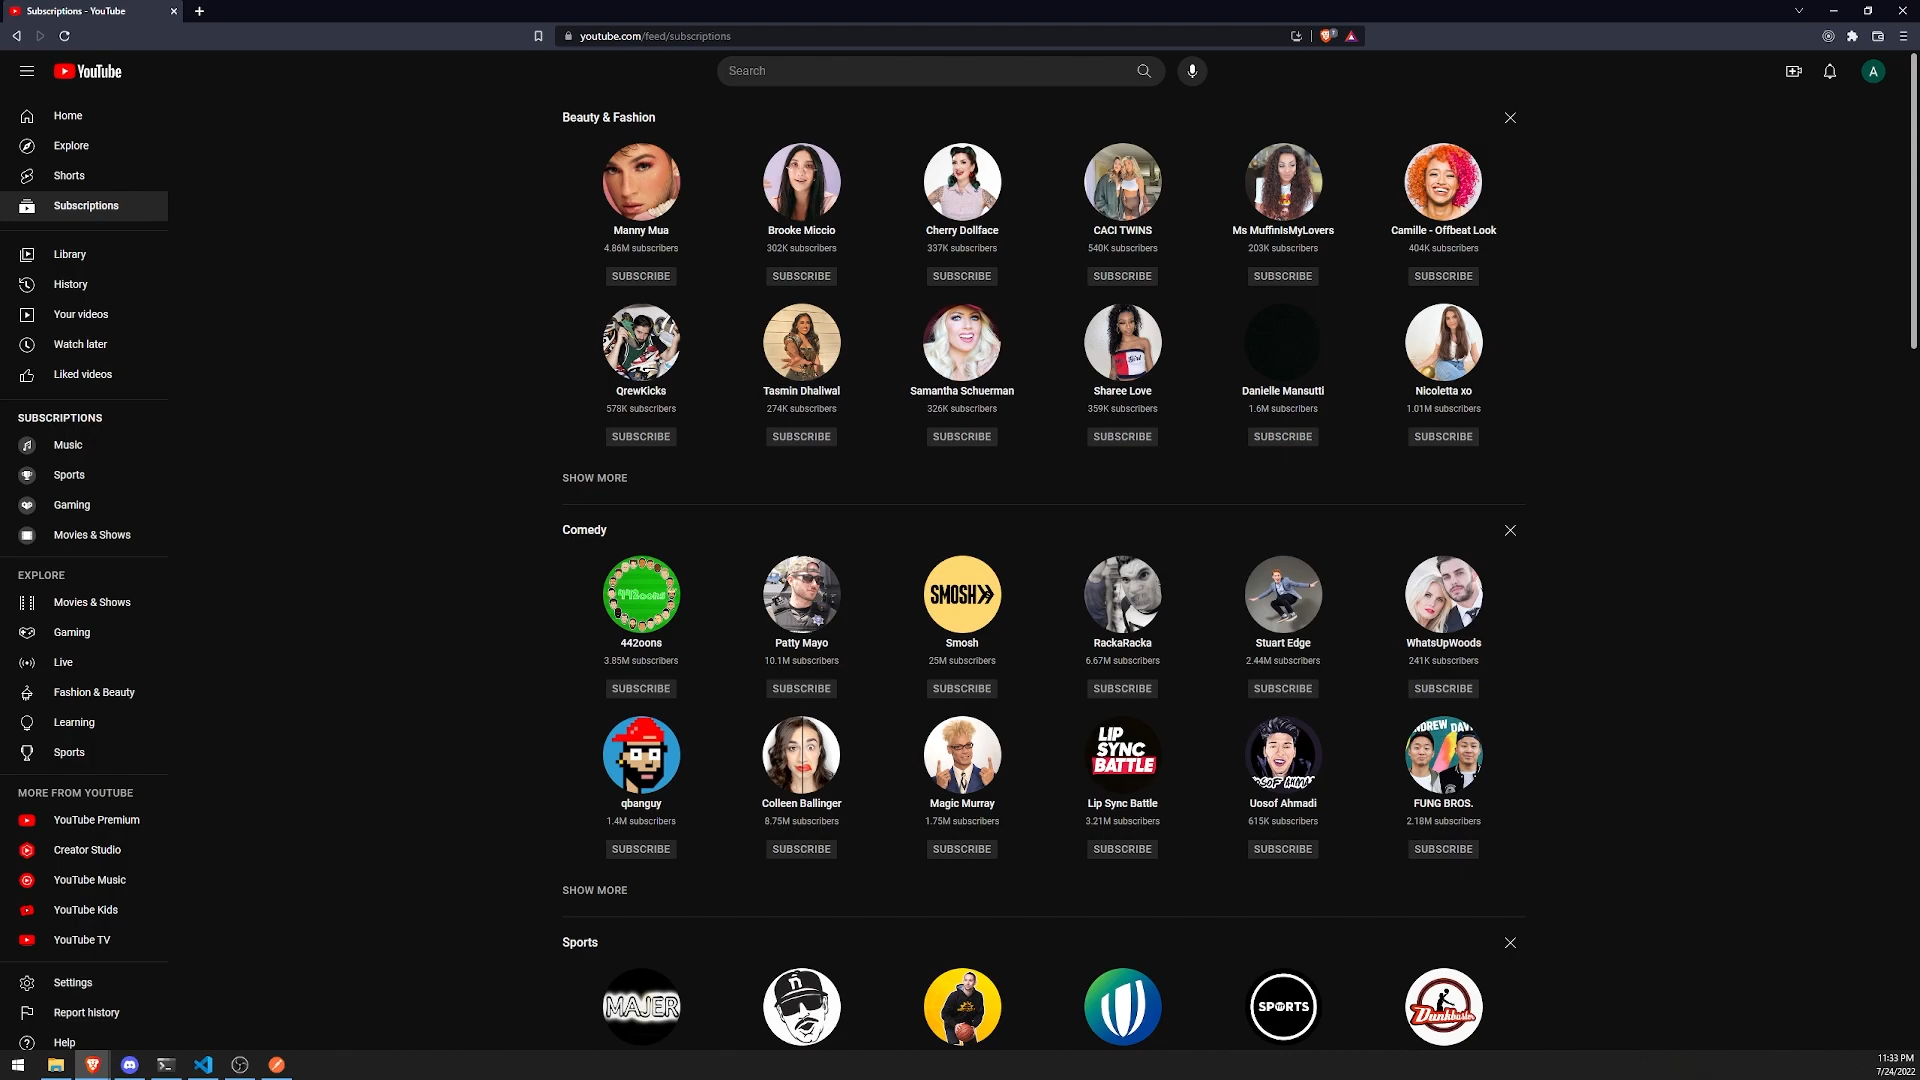 Subscriptions - YouTube
youtube.com/feed/subscriptions
YouTube
Search
A
Home
Explore
Shorts
Subscriptions
Library
History
Your videos
Watch later
Liked videos
SUBSCRIPTIONS
Music
Sports
Gaming
Movies & Shows
EXPLORE
Movies & Shows
Gaming
Live
Fashion & Beauty
Learning
Sports
MORE FROM YOUTUBE
YouTube Premium
Creator Studio
YouTube Music
YouTube Kids
YouTube TV
Settings
Report history
Help
Beauty & Fashion
Manny Mua Brooke Miccio Cherry Dollface CACI TWINS Ms MuffinIsMyLovers Camille - Offbeat Look
4.86M subscribers 302K subscribers 337K subscribers 540K subscribers 203K subscribers 404K subscribers
SUBSCRIBE SUBSCRIBE SUBSCRIBE SUBSCRIBE SUBSCRIBE SUBSCRIBE
Girl
QrewKicks Tasmin Dhaliwal Samantha Schuerman Sharee Love Danielle Mansutti Nicoletta xo
578K subscribers 274K subscribers 326K subscribers 359K subscribers 1.6M subscribers 1.01M subscribers
SUBSCRIBE SUBSCRIBE SUBSCRIBE SUBSCRIBE SUBSCRIBE SUBSCRIBE
SHOW MORE
Comedy
442oons SMOSH
442oons Patty Mayo Smosh RackaRacka Stuart Edge WhatsUpWoods
3.85M subscribers 10.1M subscribers 25M subscribers 6.67M subscribers 2.44M subscribers 241K subscribers
SUBSCRIBE SUBSCRIBE SUBSCRIBE SUBSCRIBE SUBSCRIBE SUBSCRIBE
LIP
SYNC
BATTLE
qbanguy Colleen Ballinger Magic Murray Lip Sync Battle Uosof Ahmadi FUNG BROS.
1.4M subscribers 8.75M subscribers 1.75M subscribers 3.21M subscribers 615K subscribers 2.18M subscribers
SUBSCRIBE SUBSCRIBE SUBSCRIBE SUBSCRIBE SUBSCRIBE SUBSCRIBE
SHOW MORE
Sports
MAJER SPORTS Dunkbuster
11:33 PM
7/24/2022